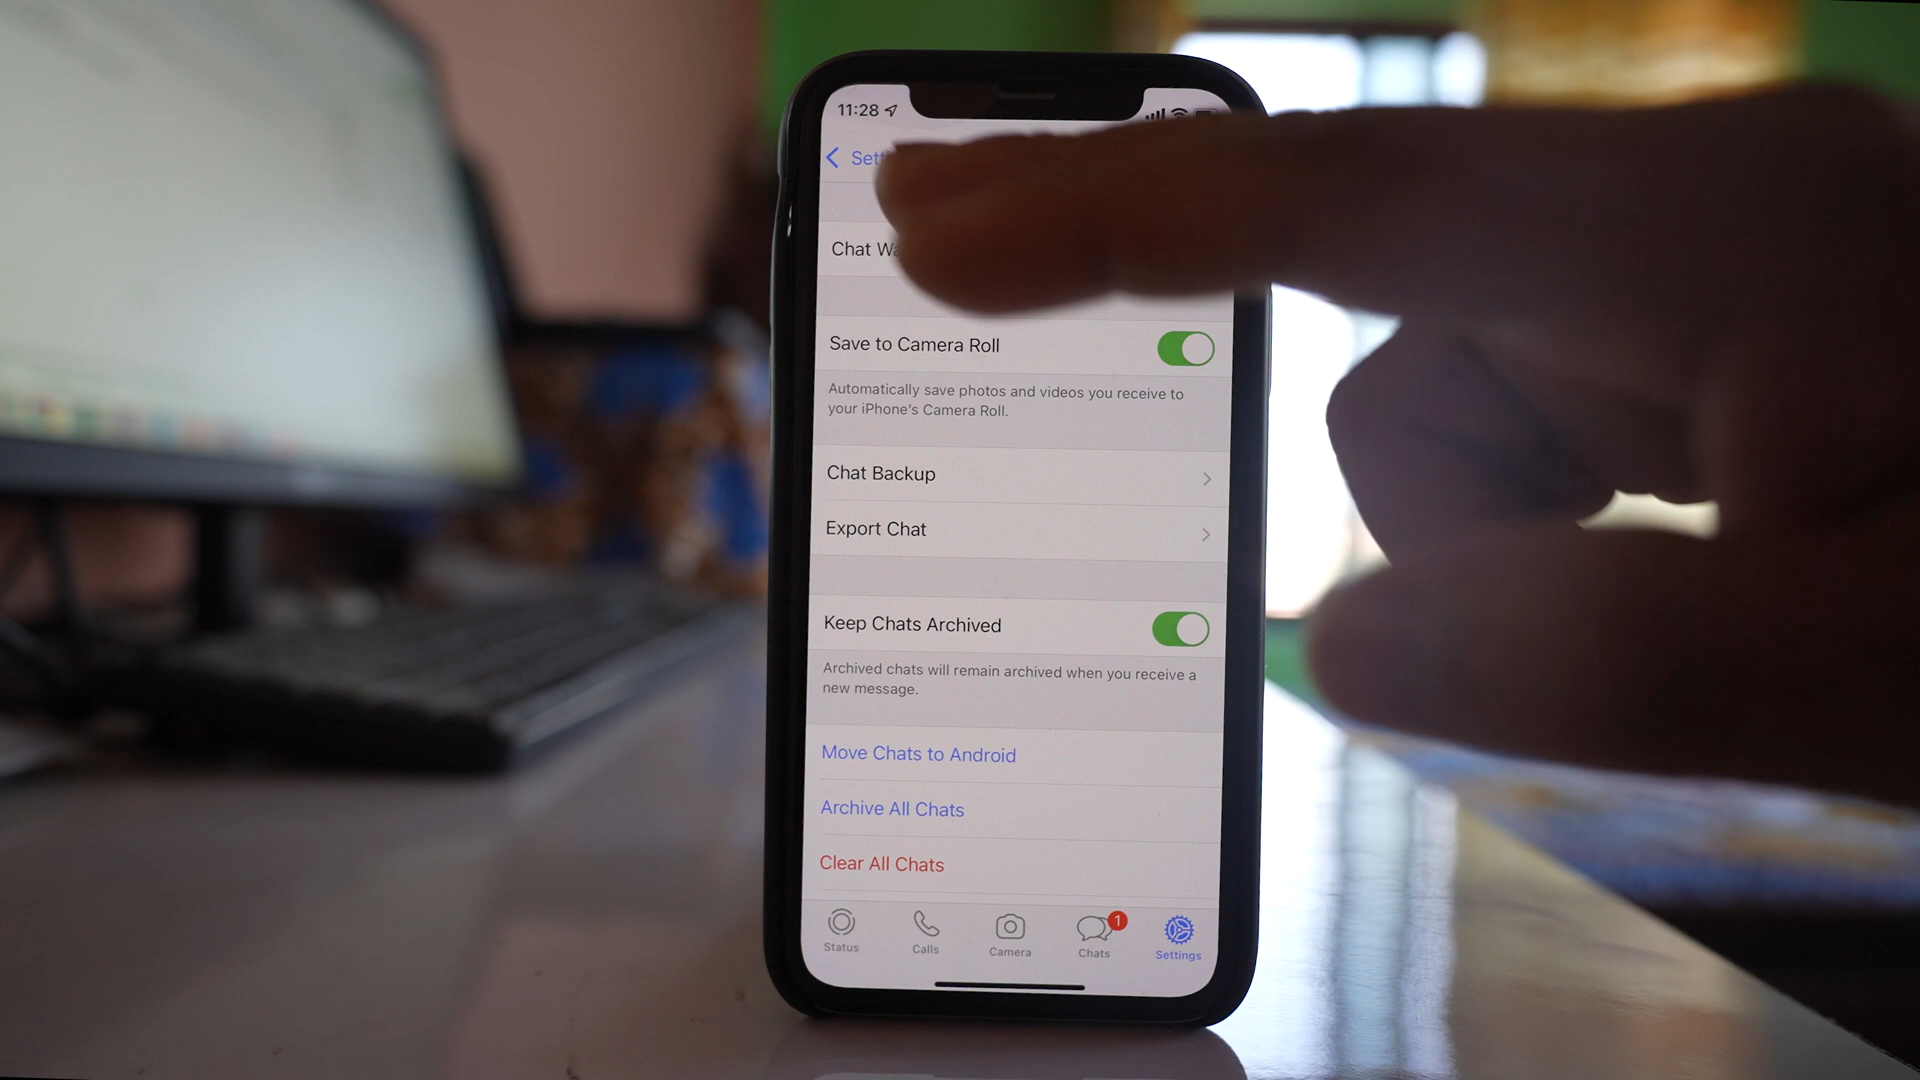 11:28
Chat
Save to Camera Roll
Automatically save photos and videos you receive to
your iPhone's Camera Roll.
Chat Backup
Export Chat
Keep Chats Archived
Archived chats will remain archived when you receive a
new message.
Move Chats to Android
Archive All Chats
Clear All Chats
1
Status
Calls
Camera
Chats
Settings